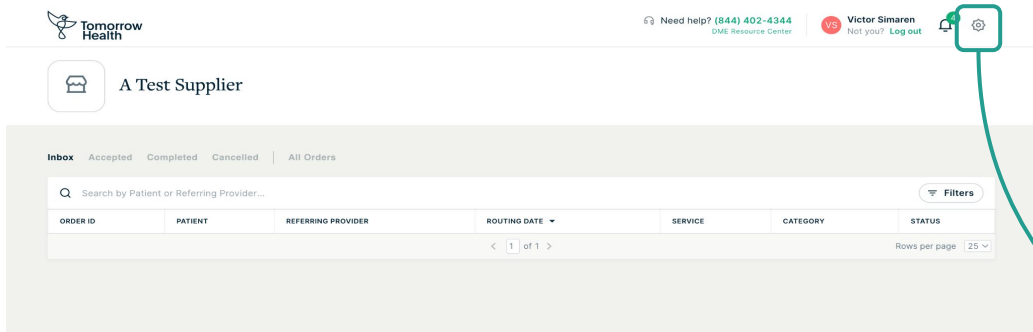 Tomorrow
Health
Need help? (844) 402-4344
DME Resource Center
VS
Victor Simaren
Not you? Log out
4
A Test Supplier
Inbox Accepted Completed Cancelled All Orders
Search by Patient or Referring Provider...
Filters
ORDER ID PATIENT REFERRING PROVIDER ROUTING DATE SERVICE CATEGORY STATUS
1 of 1
Rows per page 25